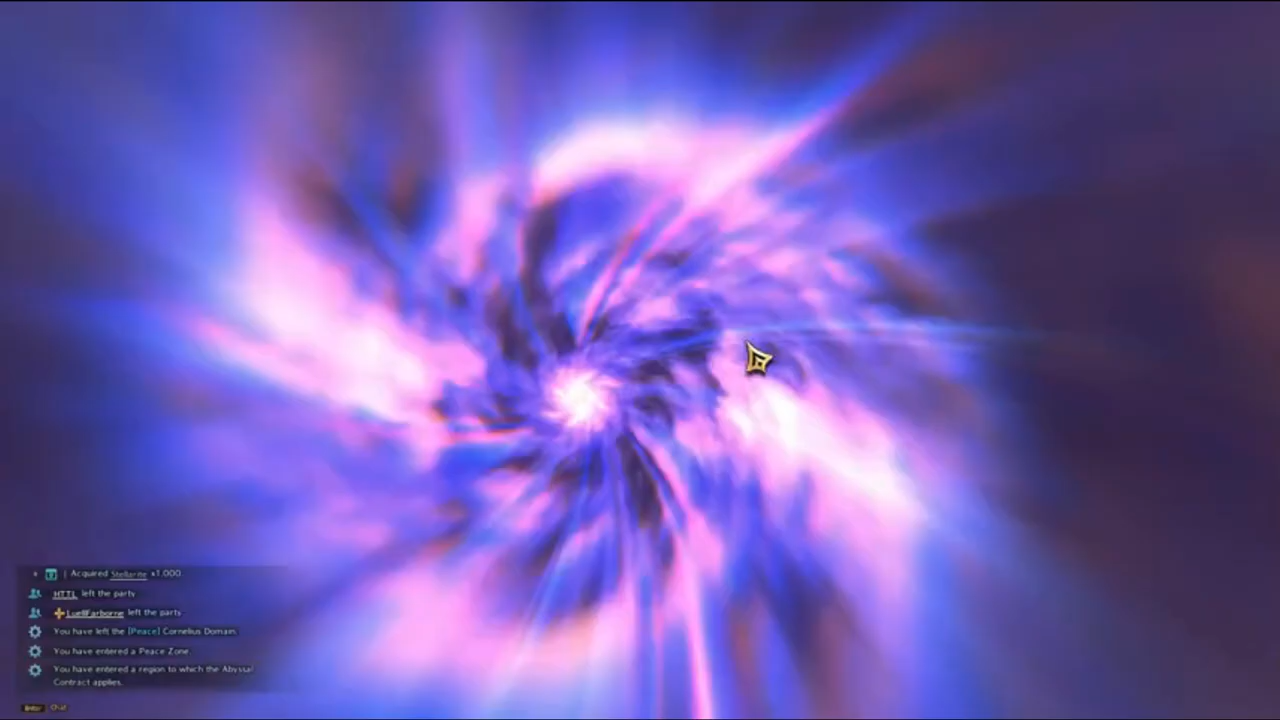 | Acquired Stellarite x1,000
HTTL left the party
left the party
You have left the [Peace] Cornelius Domain.
You have entered a Peace Zone.
You have entered a region to which the Abyssal
Contract applies.
Enter Chat